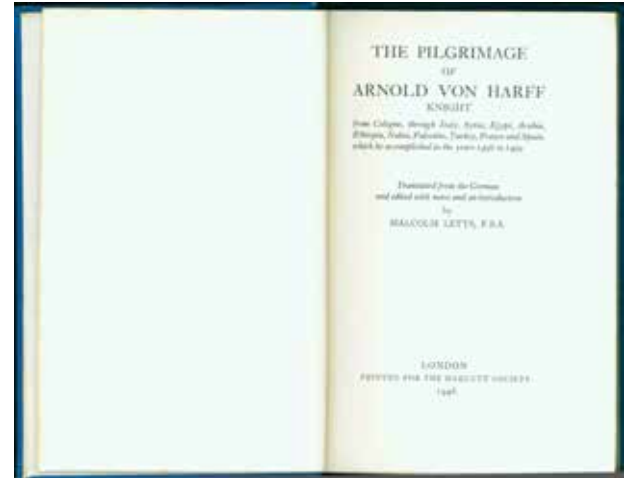 THE PILGRIMAGE
OF
ARNOLD VON HARFF
KNIGHT
from Cologne, through Italy, Syria, Egypt, Arabia,
Ethiopia, Nubia, Palestine, Turkey, France and Spain,
which he accomplished in the years 1496 to 1499
Translated from the German
and edited with notes and an introduction
by
MALCOLM LETTS, F.S.A.
LONDON
PRINTED FOR THE HAKLUYT SOCIETY
1946